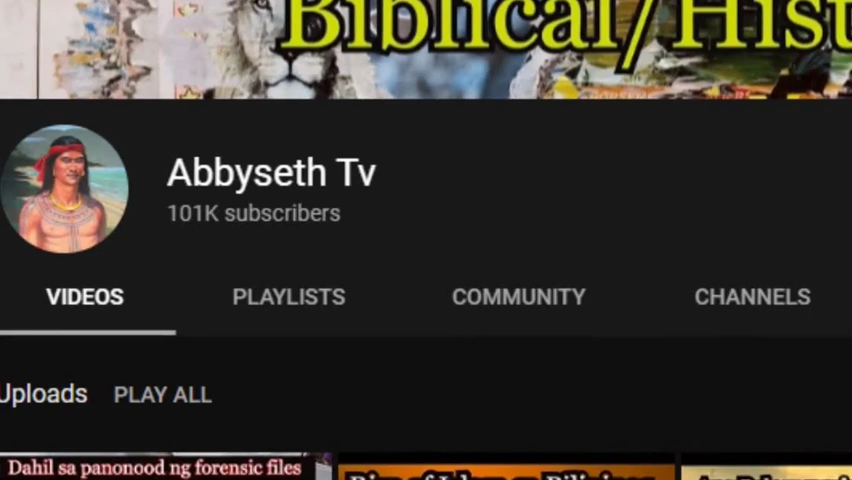 Biblical/Hist
Abbyseth Tv
101K subscribers
VIDEOS PLAYLISTS COMMUNITY CHANNELS
Uploads PLAY ALL
Dahil sa panonood ng forensic files